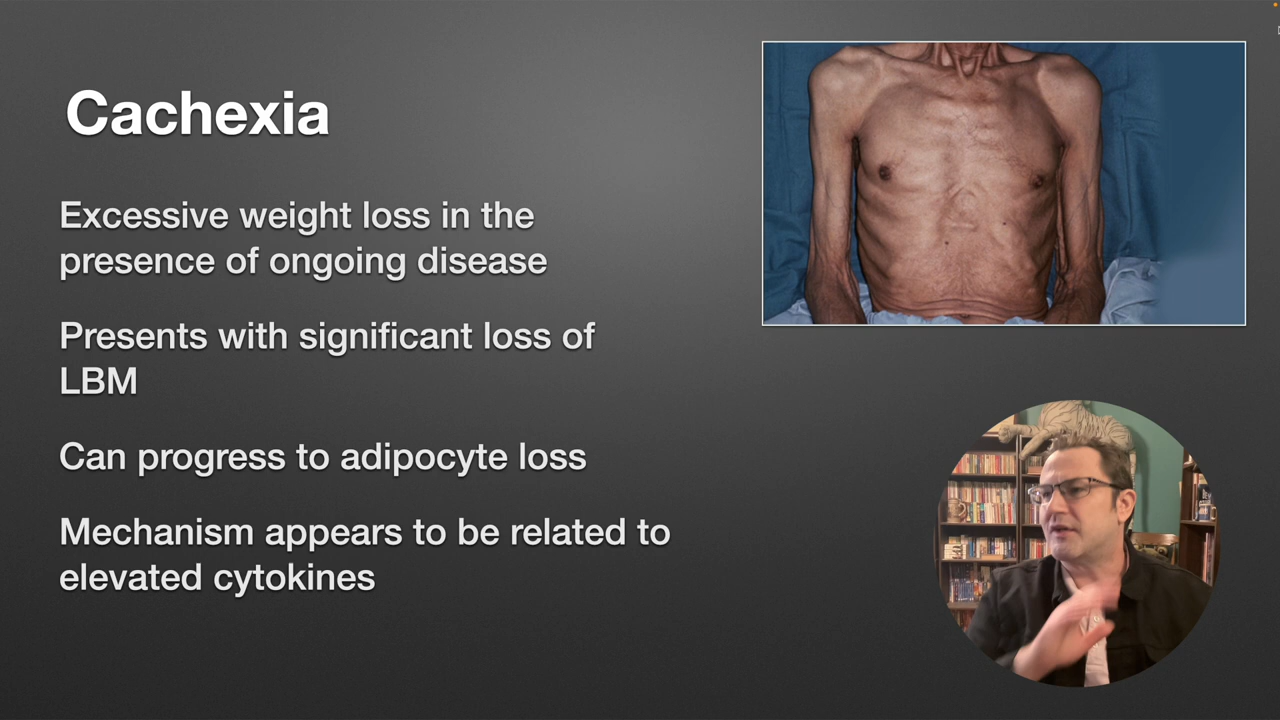 Cachexia
Excessive weight loss in the
presence of ongoing disease
Presents with significant loss of
LBM
Can progress to adipocyte loss
Mechanism appears to be related to
elevated cytokines